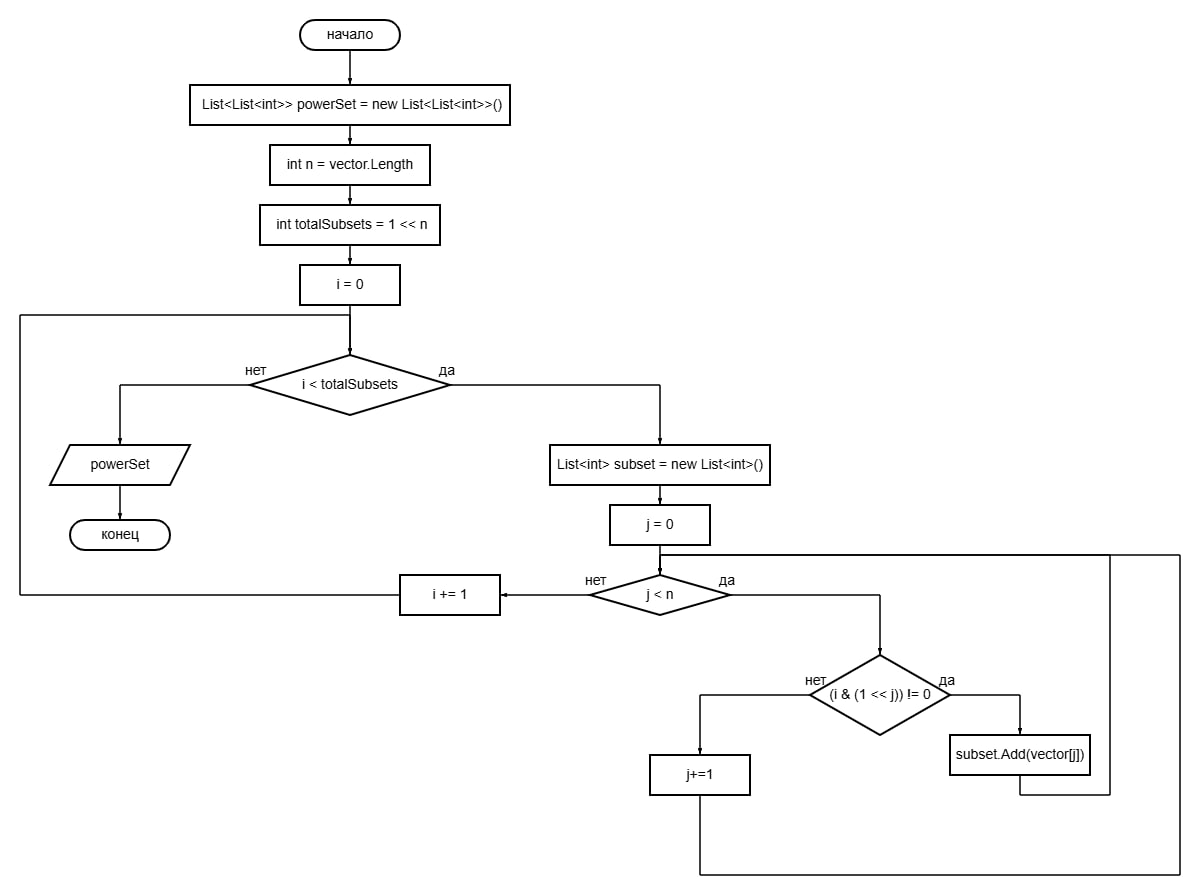 начало
List<List<int>> powerSet = new List<List<int>>()
int n = vector.Length
int totalSubsets = 1 << n
i = 0
нет
да
i < totalSubsets
powerSet
List<int> subset = new List<int>()
конец
j = 0
нет
да
i += 1
j < n
нет
да
(i & (1 << j)) != 0
subset.Add(vector[j])
j+=1